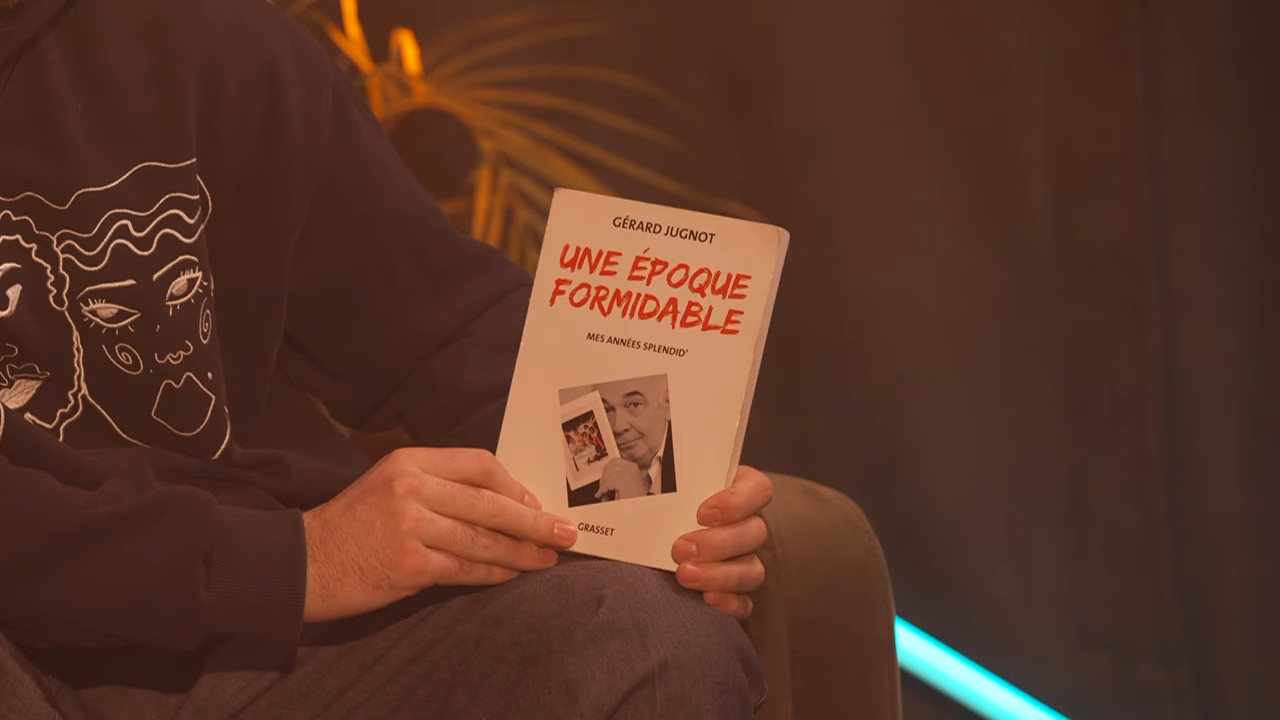 GÉRARD JUGNOT
UNE ÉPOQUE
FORMIDABLE
MES ANNÉES SPLENDID'
GRASSET